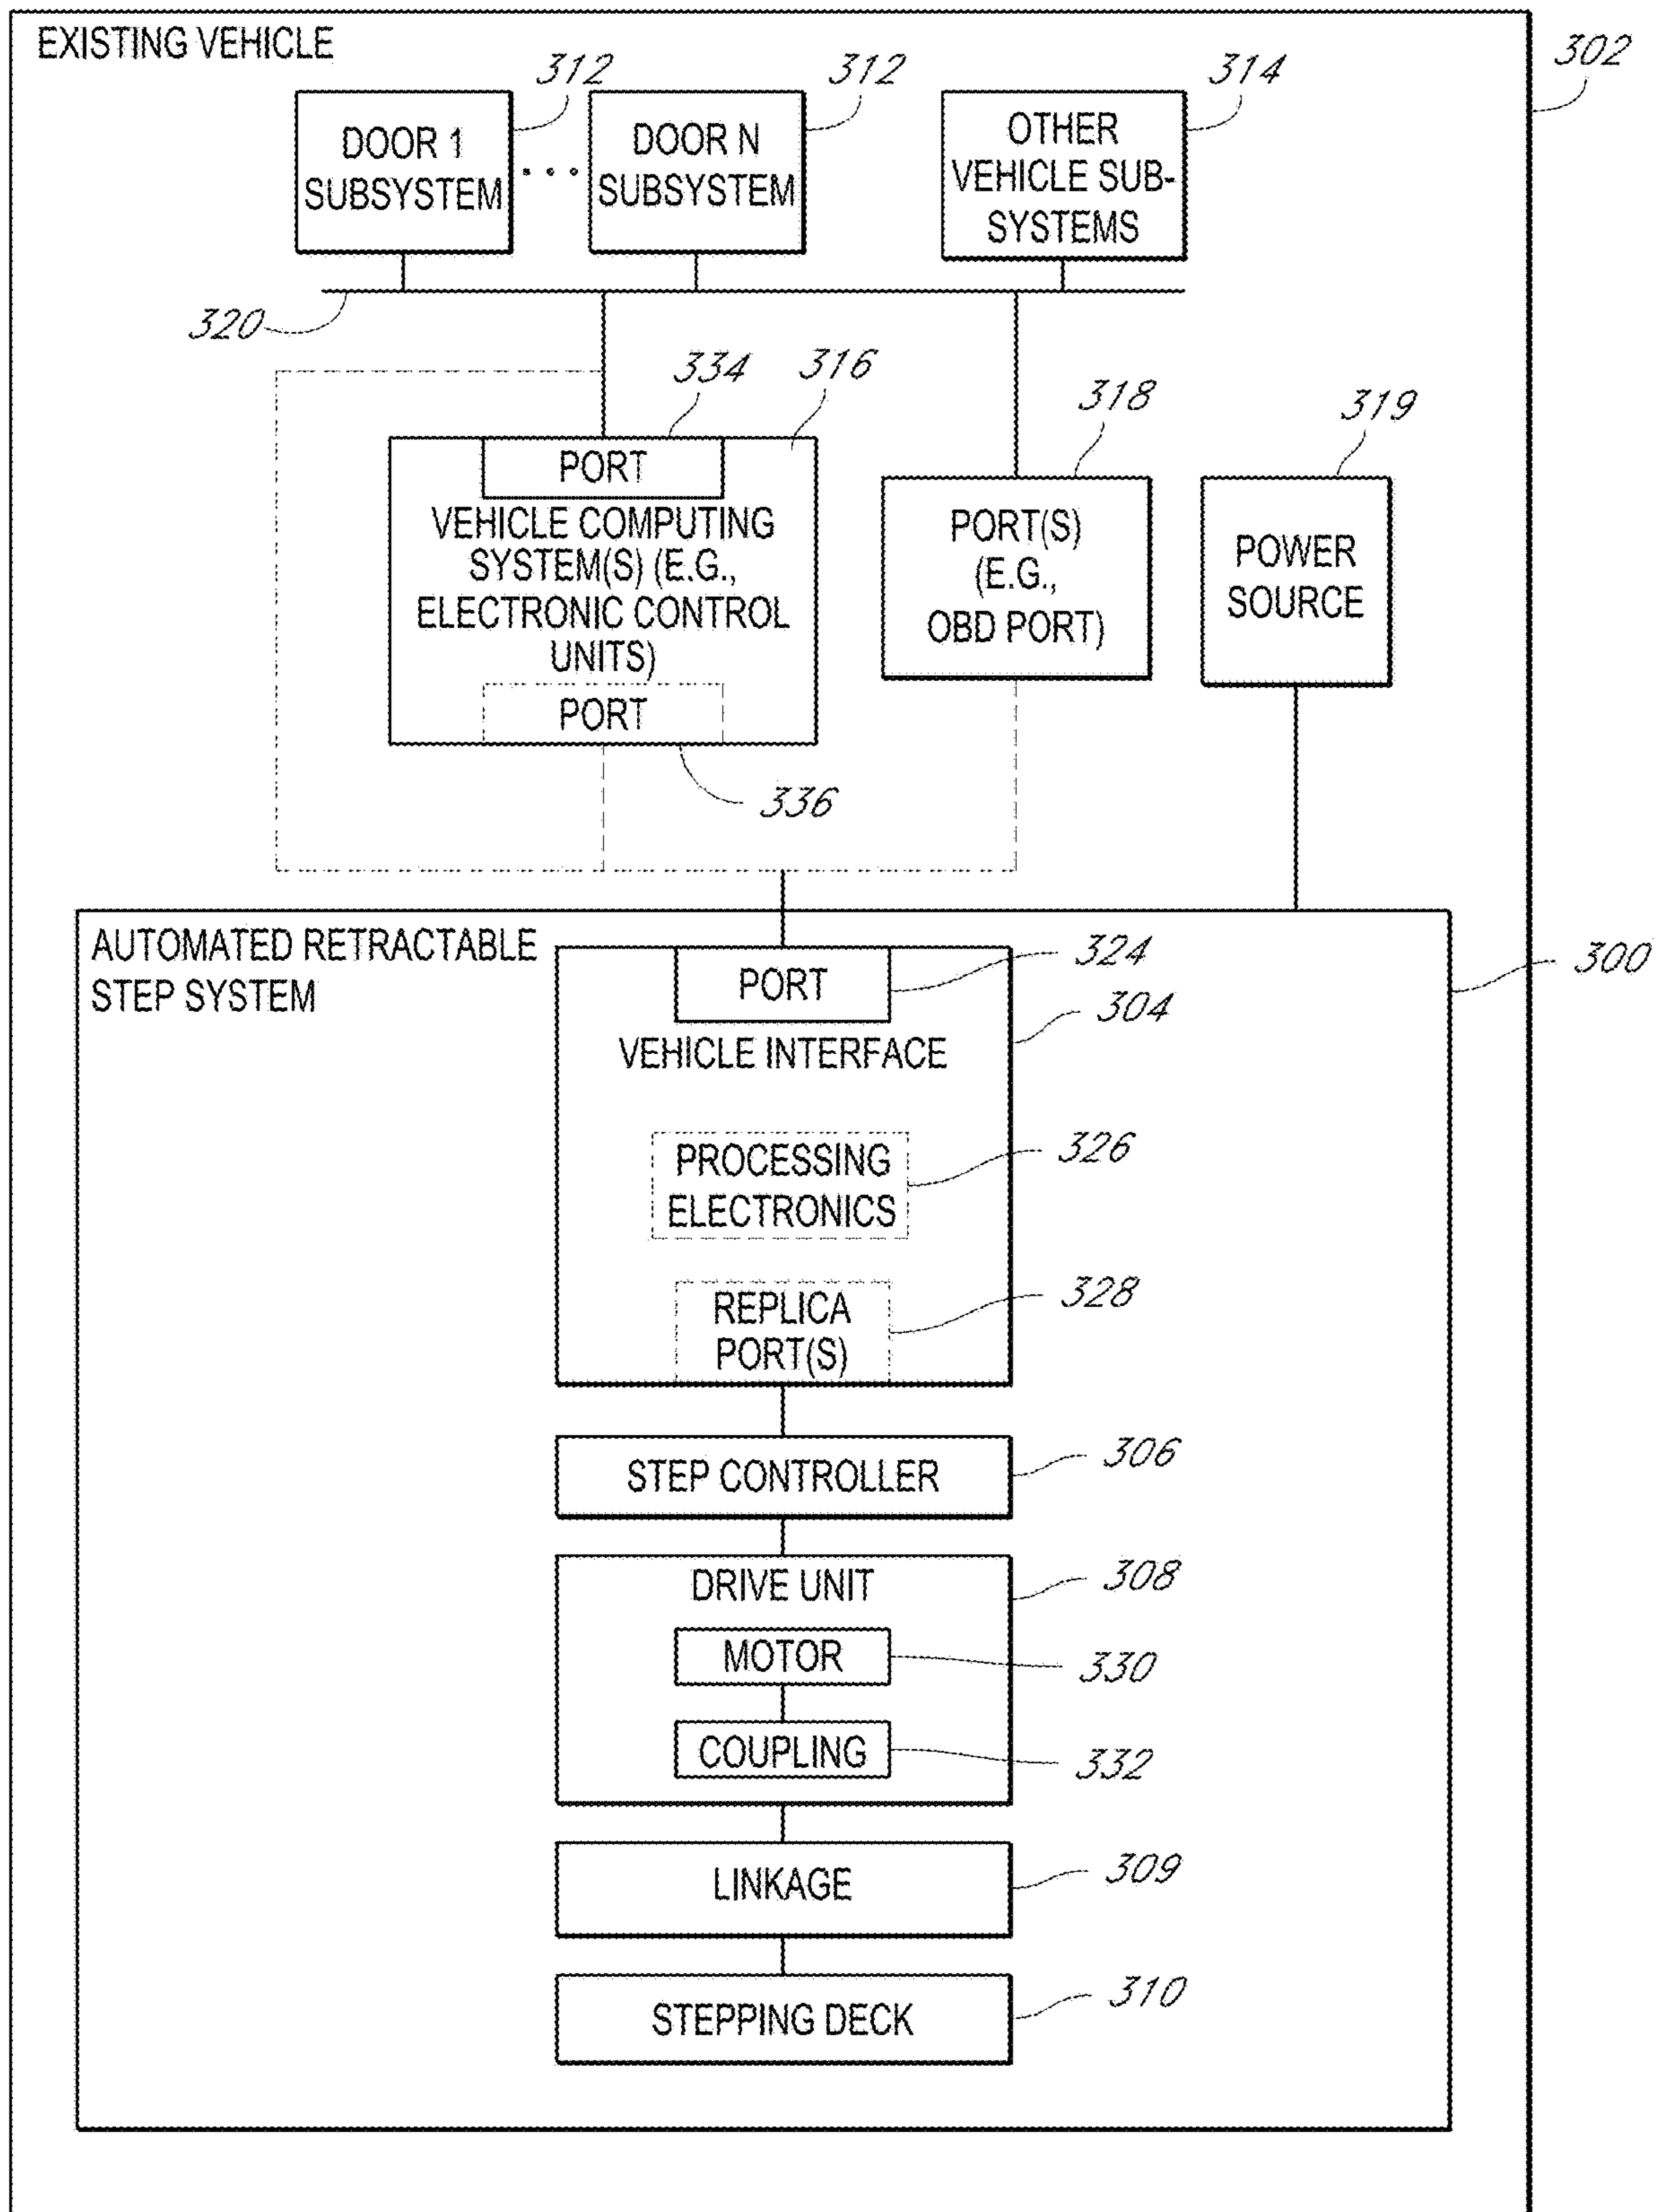 EXISTING VEHICLE
302
312
312
314
DOOR 1
SUBSYSTEM
...
DOOR N
SUBSYSTEM
OTHER
VEHICLE SUB-
SYSTEMS
320
334
316
318
319
PORT
VEHICLE COMPUTING
SYSTEM(S) (E.G.,
ELECTRONIC CONTROL
UNITS)
PORT
336
PORT(S)
(E.G.,
OBD PORT)
POWER
SOURCE
AUTOMATED RETRACTABLE
STEP SYSTEM
300
PORT
324
304
VEHICLE INTERFACE
PROCESSING
ELECTRONICS
326
REPLICA
PORT(S)
328
STEP CONTROLLER
306
DRIVE UNIT
308
MOTOR
330
COUPLING
332
LINKAGE
309
STEPPING DECK
310